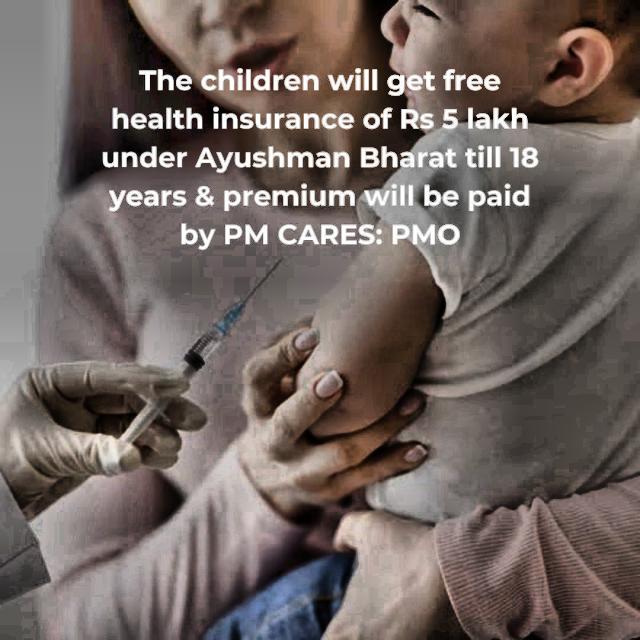 The children will get free
health insurance of Rs 5 lakh
under Ayushman Bharat till 18
years & premium will be paid
by PM CARES: PMO